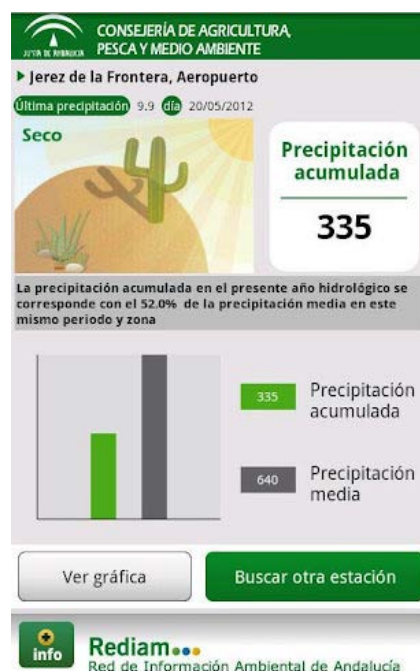 CONSEJERÍA DE AGRICULTURA,
PESCA Y MEDIO AMBIENTE
JUNTA DE ANDALUCIA
Jerez de la Frontera, Aeropuerto
Última precipitación 9.9 día 20/05/2012
Seco
Precipitación
acumulada
335
La precipitación acumulada en el presente año hidrológico se
corresponde con el 52.0% de la precipitación media en este
mismo periodo y zona
335 Precipitación
acumulada
640 Precipitación
media
Ver gráfica
Buscar otra estación
info
Rediam
Red de Información Ambiental de Andalucía